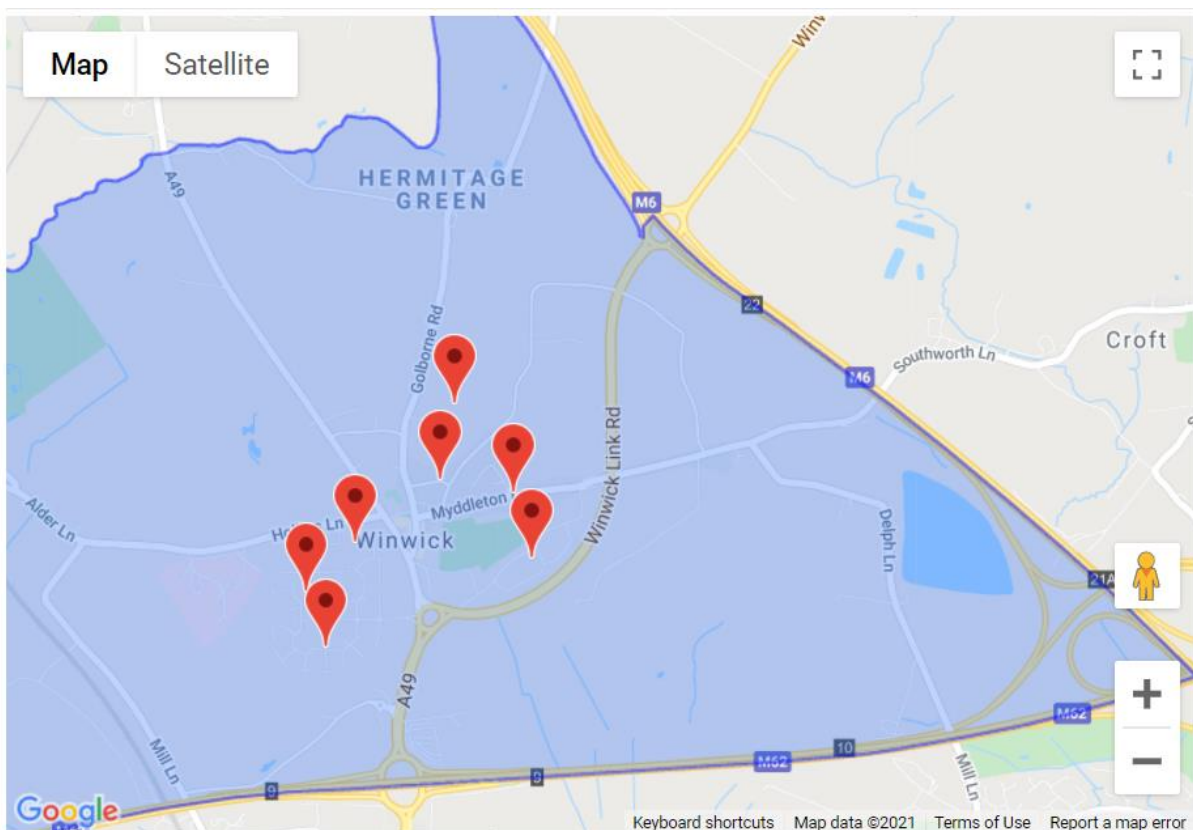 Map Satellite
Winw
A49
HERMITAGE
GREEN
M6
22
Croft
Golborne Rd
Southworth Ln
M6
Winwick Link Rd
Alder Ln
Myddleton
Ln
Winwick
Delph Ln
21A
A49
M62
Mill Ln
10
M62
9
9
Mill Ln
Google
Keyboard shortcuts Map data ©2021 Terms of Use Report a map error